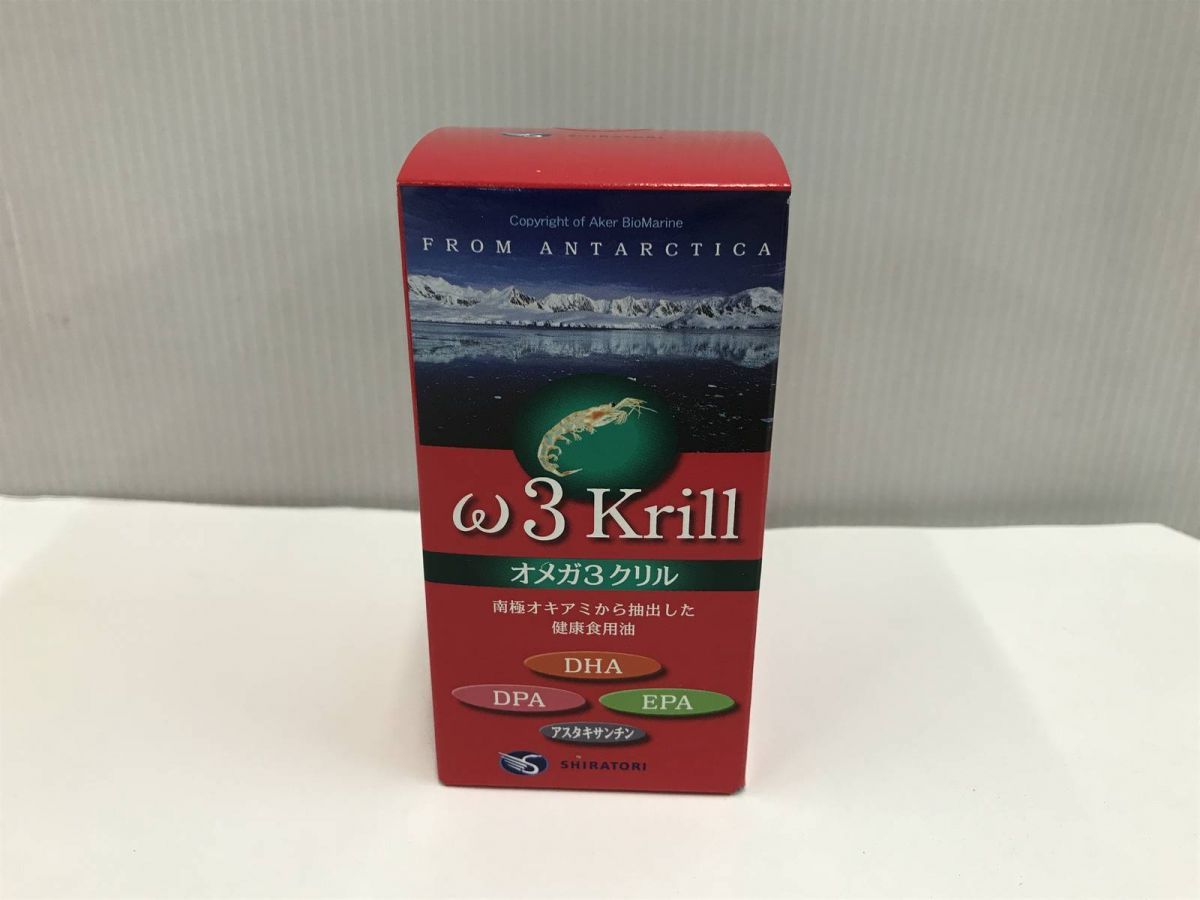 SHIRATORI
Copyright of Aker BioMarine
FROM ANTARCTICA
ω3 Krill
オメガ3クリル
南極オキアミから抽出した
健康食用油
DHA
DPA
EPA
アスタキサンチン
SHIRATORI